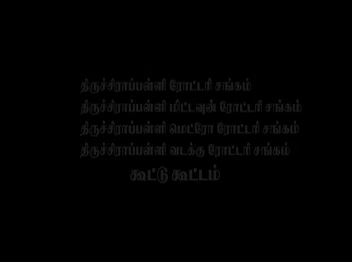 திருச்சிராப்பள்ளி ரோட்டரி சங்கம்
திருச்சிராப்பள்ளி மிட்டவுன் ரோட்டரி சங்கம்
திருச்சிராப்பள்ளி மெட்ரோ ரோட்டரி சங்கம்
திருச்சிராப்பள்ளி வடக்கு ரோட்டரி சங்கம்
கூட்டு கூட்டம்